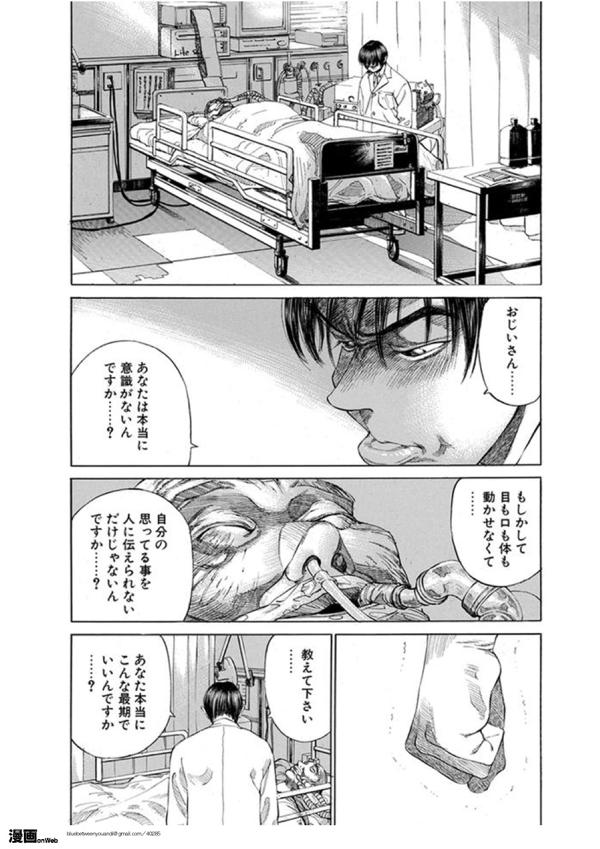 Life S
おじいさん……
あなたは本当に
意識がないん
ですか……？
もしかして
目も口も体も
動かせなくて
自分の
思ってる事を
人に伝えられない
だけじゃないん
ですか……？
教えて下さい
……
あなた本当に
こんな最期で
いいんですか
……？
漫画onWeb
bluebetweenyouandi@gmail.com／40285